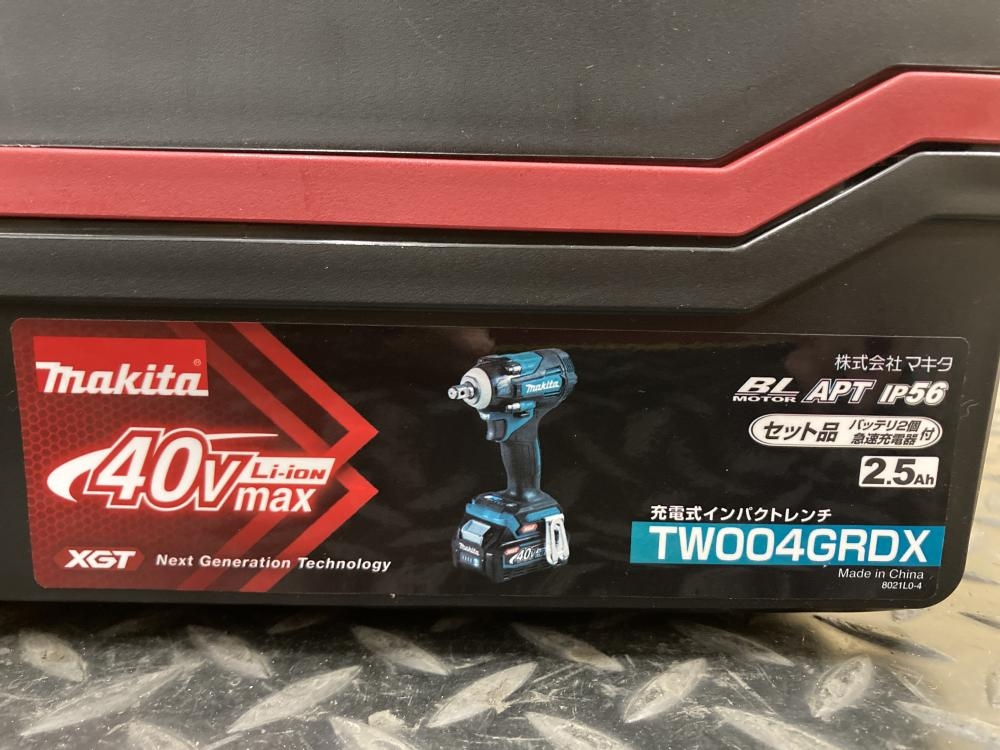 makita®
40Vmax Li-ion
XGT Next Generation Technology
makita
40V
株式会社 マキタ
BL MOTOR APT IP56
セット品 バッテリ2個 急速充電器 付
2.5Ah
充電式インパクトレンチ
TW004GRDX
Made in China
8021L0-4